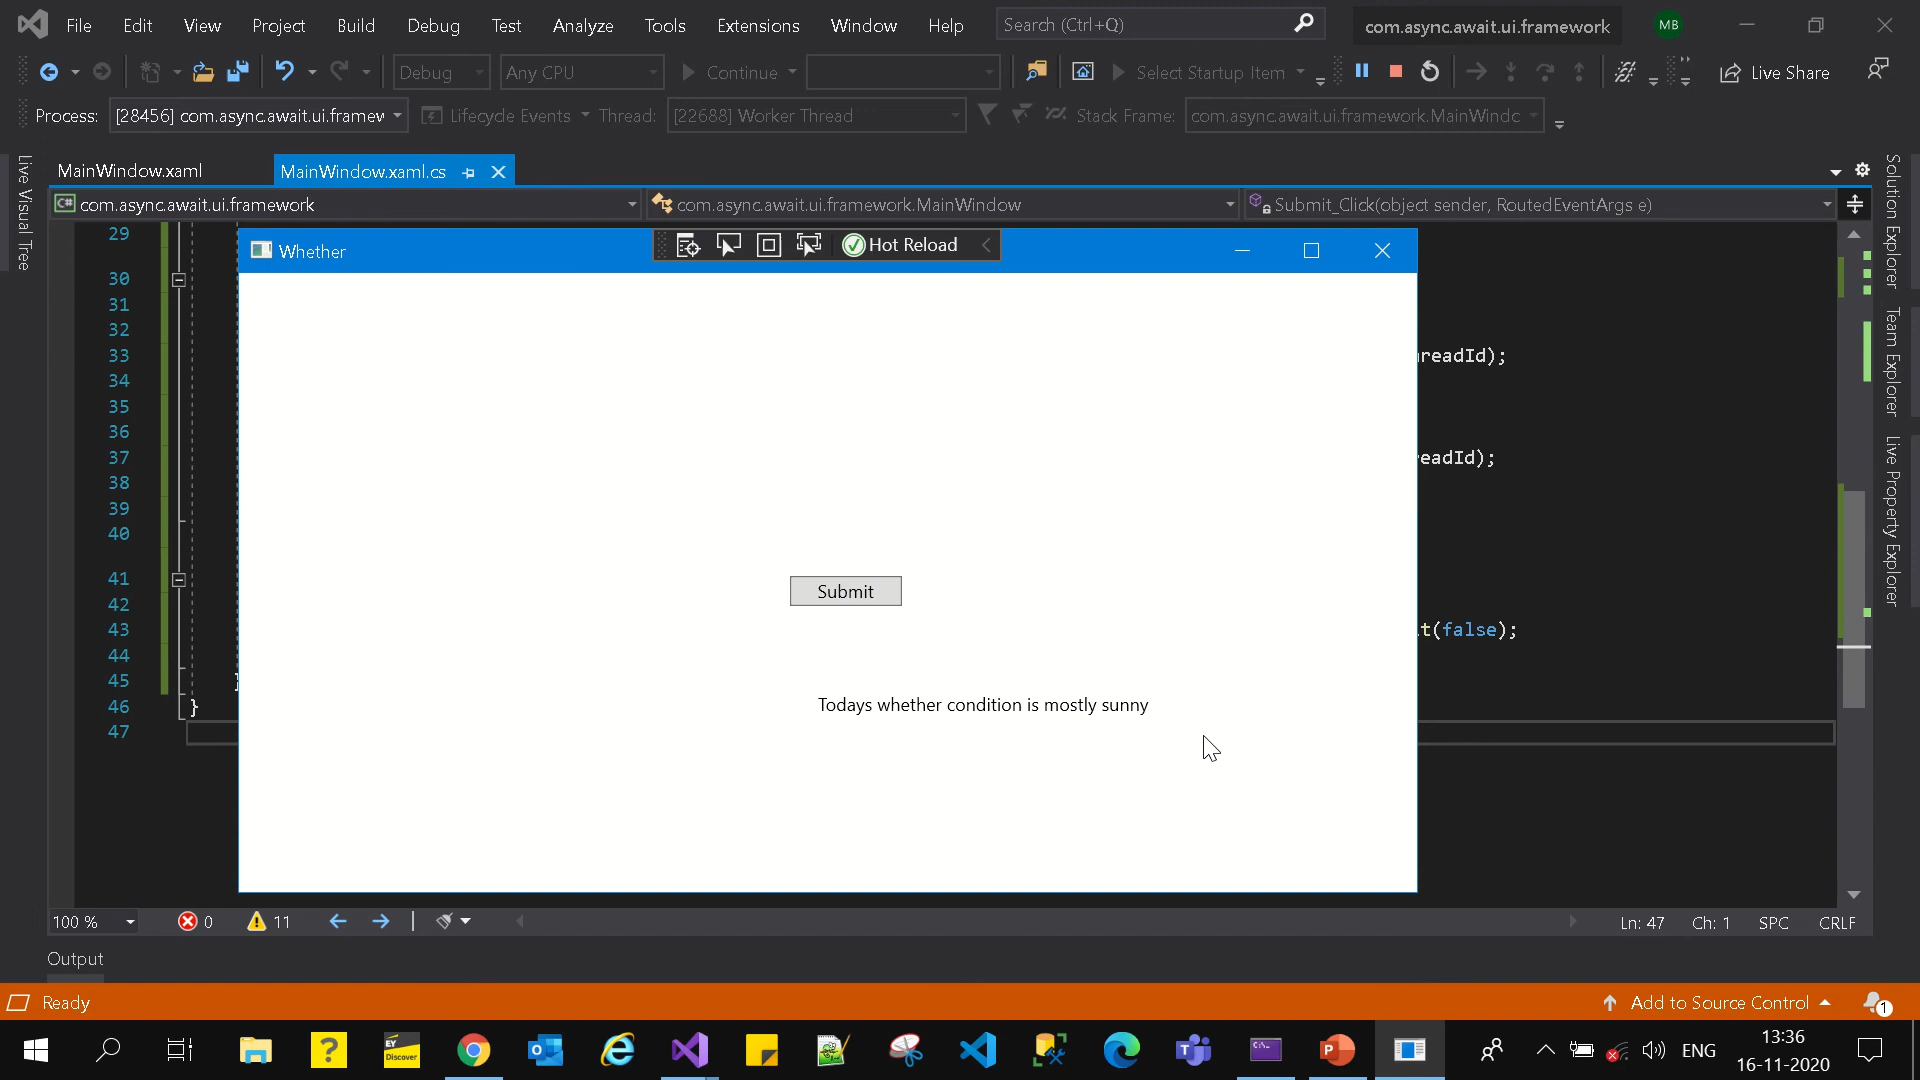 File Edit View Project Build Debug Test Analyze Tools Extensions Window Help Search (Ctrl+Q) com.async.await.ui.framework MB
Debug Any CPU Continue Select Startup Item Live Share
Process: [28456] com.async.await.ui.framew Lifecycle Events Thread: [22688] Worker Thread Stack Frame: com.async.await.ui.framework.MainWindc
MainWindow.xaml MainWindow.xaml.cs
C# com.async.await.ui.framework com.async.await.ui.framework.MainWindow Submit_Click(object sender, RoutedEventArgs e)
Live Visual Tree
Solution Explorer
Team Explorer
Live Property Explorer
Whether Hot Reload
29
30
31
32
33 readId);
34
35
36
37 readId);
38
39
40
41
42
43 t(false);
44
45
46 }
47
Submit
Todays whether condition is mostly sunny
100 % 0 11 Ln: 47 Ch: 1 SPC CRLF
Output
Ready Add to Source Control 1
? EY Discover C:\_ P ENG 13:36
16-11-2020